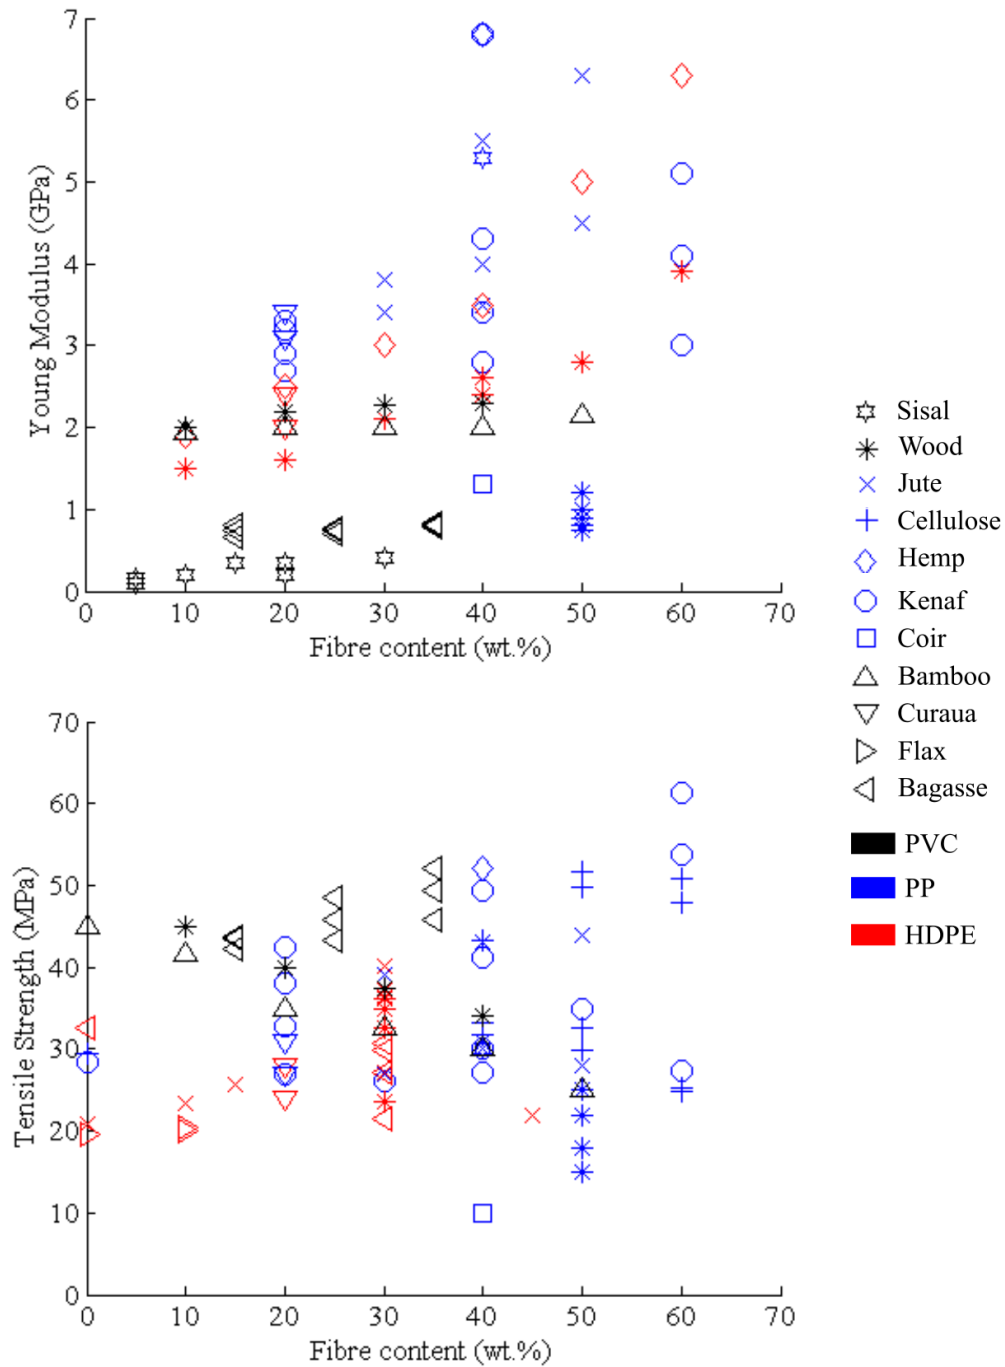 7
6
5
4
3
2
1
0
Young Modulus (GPa)
0 10 20 30 40 50 60 70
Fibre content (wt.%)
Sisal
Wood
Jute
Cellulose
Hemp
Kenaf
Coir
Bamboo
Curaua
Flax
Bagasse
PVC
PP
HDPE
70
60
50
40
30
20
10
0
Tensile Strength (MPa)
0 10 20 30 40 50 60 70
Fibre content (wt.%)